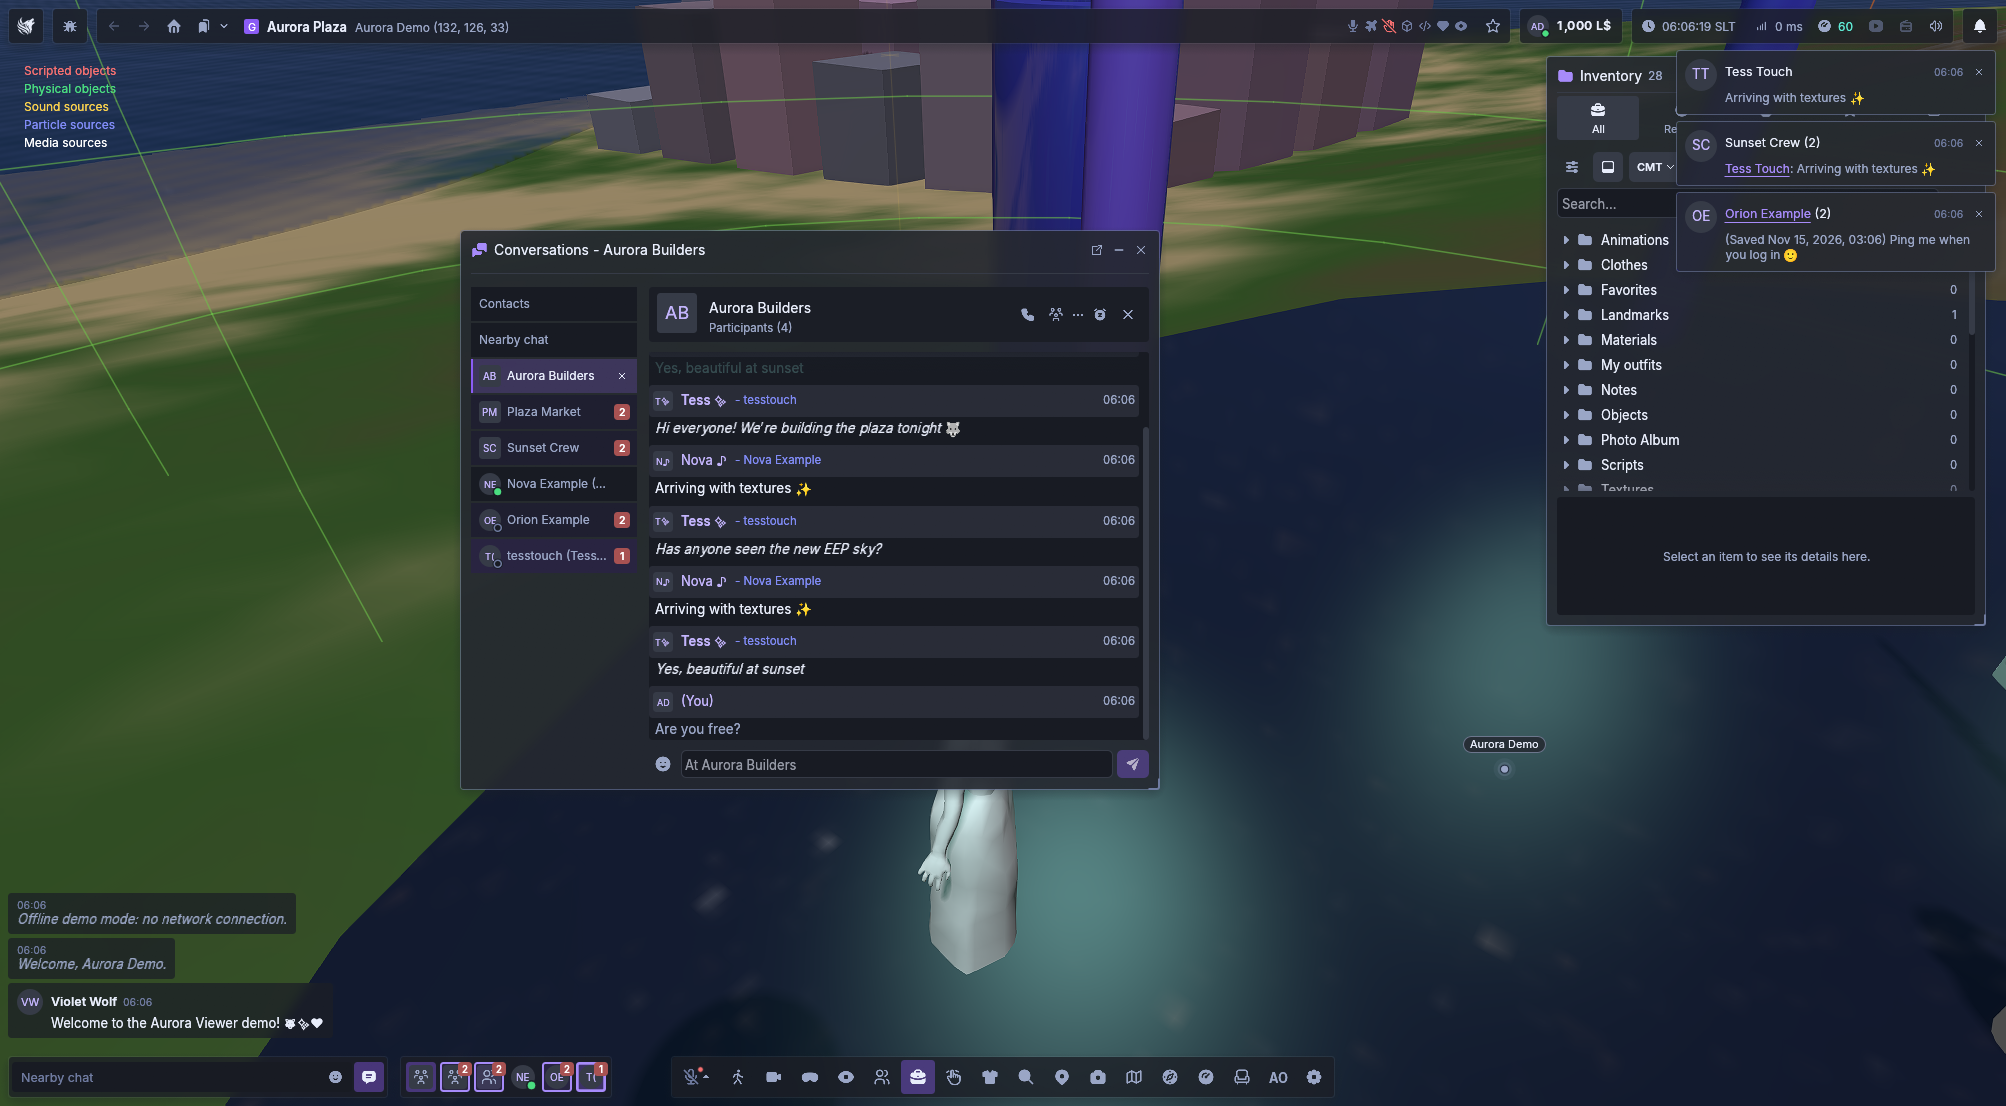 Aurora Plaza Aurora Demo (132, 126, 33)
AD 1,000 L$
06:06:19 SLT
0 ms
60
Scripted objects
Physical objects
Sound sources
Particle sources
Media sources
Inventory 28
All
Re
CMT
Search...
Animations
Clothes
Favorites 0
Landmarks 1
Materials 0
My outfits 0
Notes 0
Objects 0
Photo Album 0
Scripts 0
Textures 0
Select an item to see its details here.
TT Tess Touch 06:06
Arriving with textures ✨
SC Sunset Crew (2) 06:06
Tess Touch: Arriving with textures ✨
OE Orion Example (2) 06:06
(Saved Nov 15, 2026, 03:06) Ping me when
you log in 🙂
Conversations - Aurora Builders
Contacts
Nearby chat
AB Aurora Builders
PM Plaza Market 2
SC Sunset Crew 2
NE Nova Example (...
OE Orion Example 2
T( tesstouch (Tess... 1
AB Aurora Builders
Participants (4)
Yes, beautiful at sunset
Tess - tesstouch 06:06
Hi everyone! We're building the plaza tonight 🐺
N♪ Nova ♪ - Nova Example 06:06
Arriving with textures ✨
Tess - tesstouch 06:06
Has anyone seen the new EEP sky?
N♪ Nova ♪ - Nova Example 06:06
Arriving with textures ✨
Tess - tesstouch 06:06
Yes, beautiful at sunset
AD (You) 06:06
Are you free?
At Aurora Builders
Aurora Demo
06:06
Offline demo mode: no network connection.
06:06
Welcome, Aurora Demo.
VW Violet Wolf 06:06
Welcome to the Aurora Viewer demo! 🐺✨♥
Nearby chat
2 2 NE OE 2 T( 1
AO